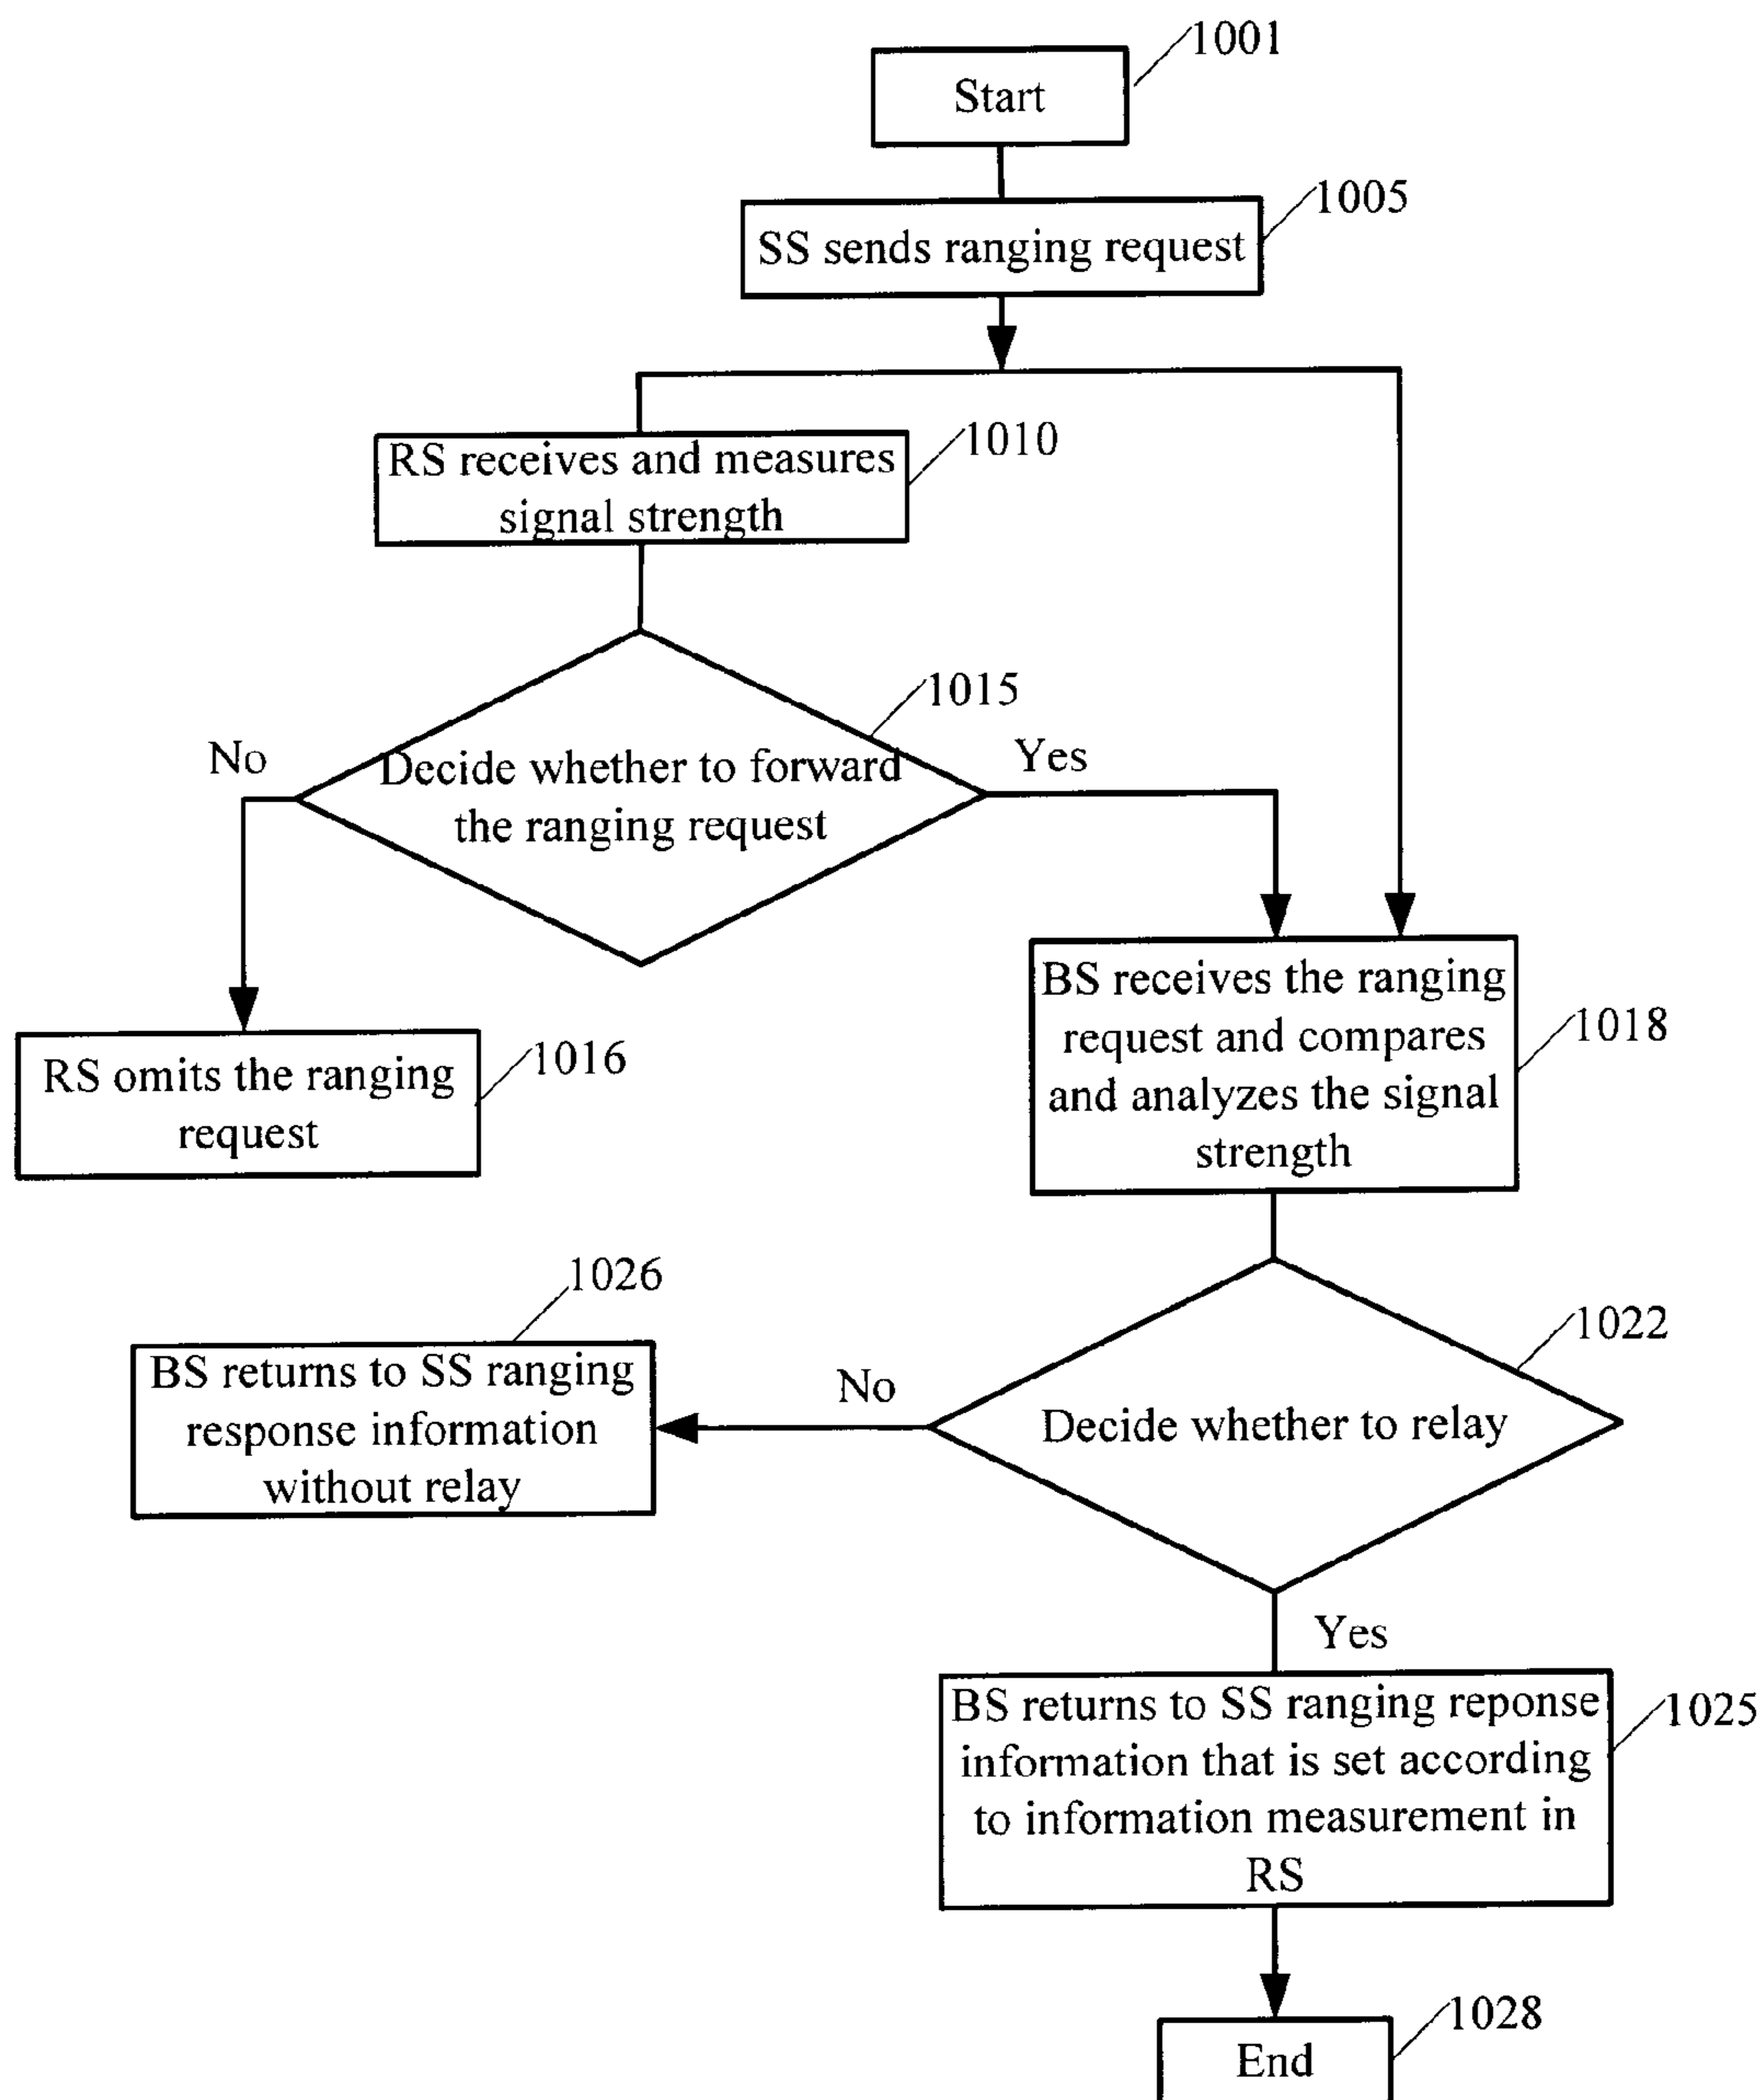 1001
Start
1005
SS sends ranging request
1010
RS receives and measures
signal strength
1015
No
Yes
Decide whether to forward
the ranging request
BS receives the ranging
request and compares
and analyzes the signal
strength
1018
1016
RS omits the ranging
request
1026
1022
BS returns to SS ranging
response information
without relay
No
Decide whether to relay
Yes
BS returns to SS ranging reponse
information that is set according
to information measurement in
RS
1025
1028
End